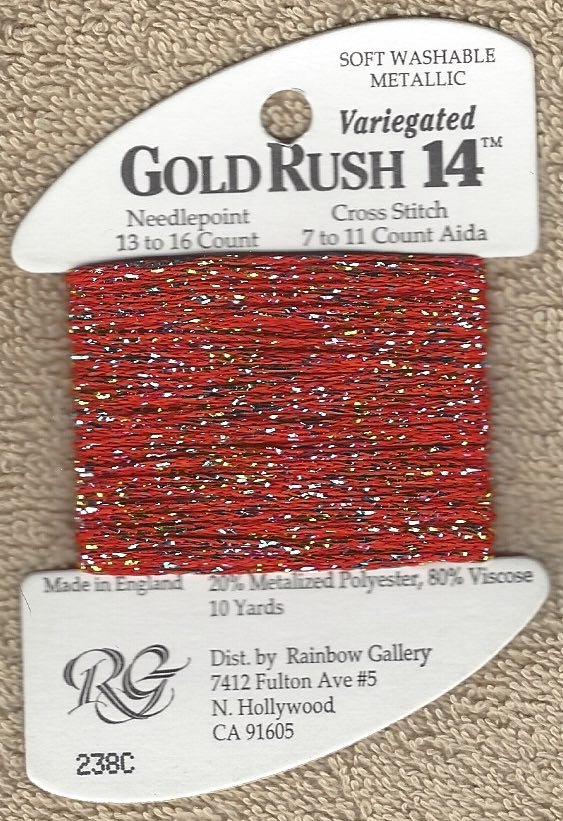 SOFT WASHABLE
METALLIC
Variegated
GOLD RUSH 14™
Needlepoint
13 to 16 Count
Cross Stitch
7 to 11 Count Aida
Made in England 20% Metalized Polyester, 80% Viscose
10 Yards
RG
Dist. by Rainbow Gallery
7412 Fulton Ave #5
N. Hollywood
CA 91605
238C